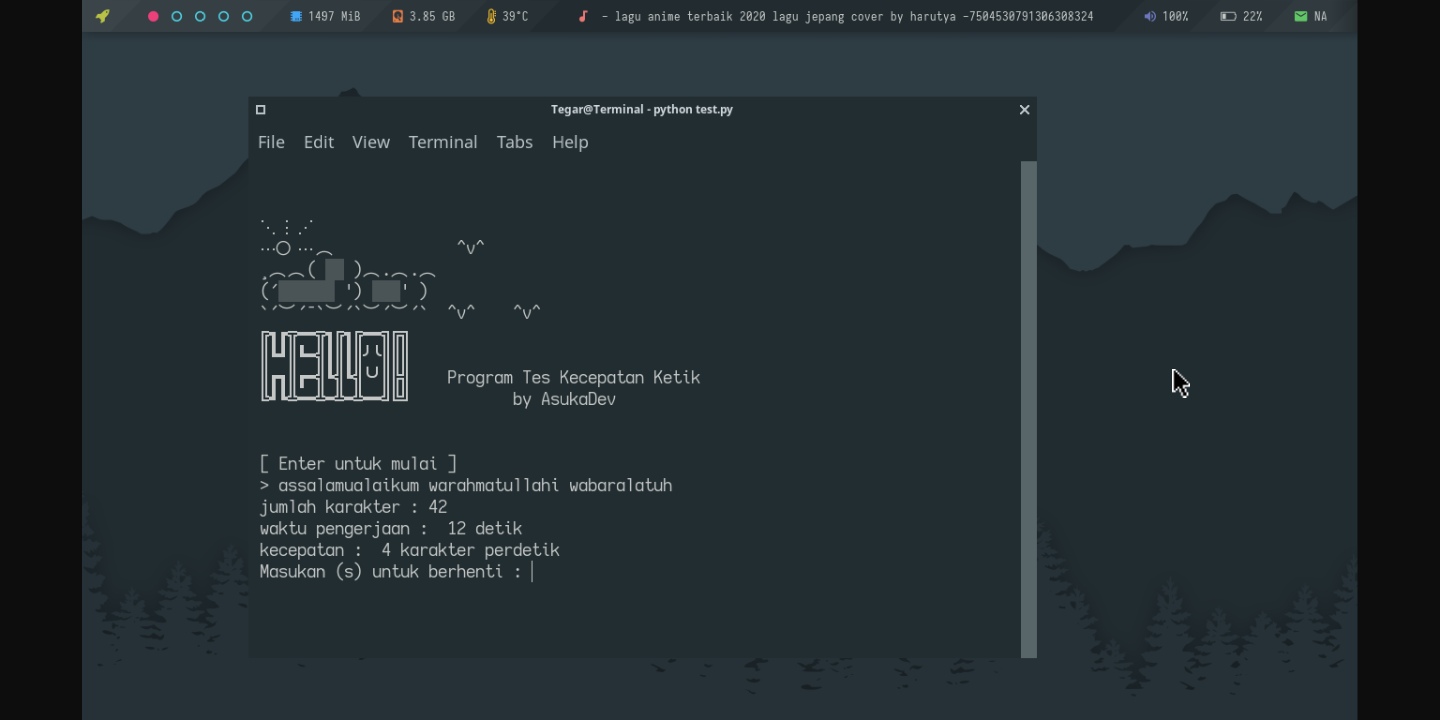 1497 MiB 3.85 GB 39°C - lagu anime terbaik 2020 lagu jepang cover by harutya -7504530791306308324 100% 22% NA
Tegar@Terminal - python test.py
File Edit View Terminal Tabs Help
HELLO!
Program Tes Kecepatan Ketik
by AsukaDev
[ Enter untuk mulai ]
> assalamualaikum warahmatullahi wabaralatuh
jumlah karakter : 42
waktu pengerjaan :  12 detik
kecepatan :  4 karakter perdetik
Masukan (s) untuk berhenti :